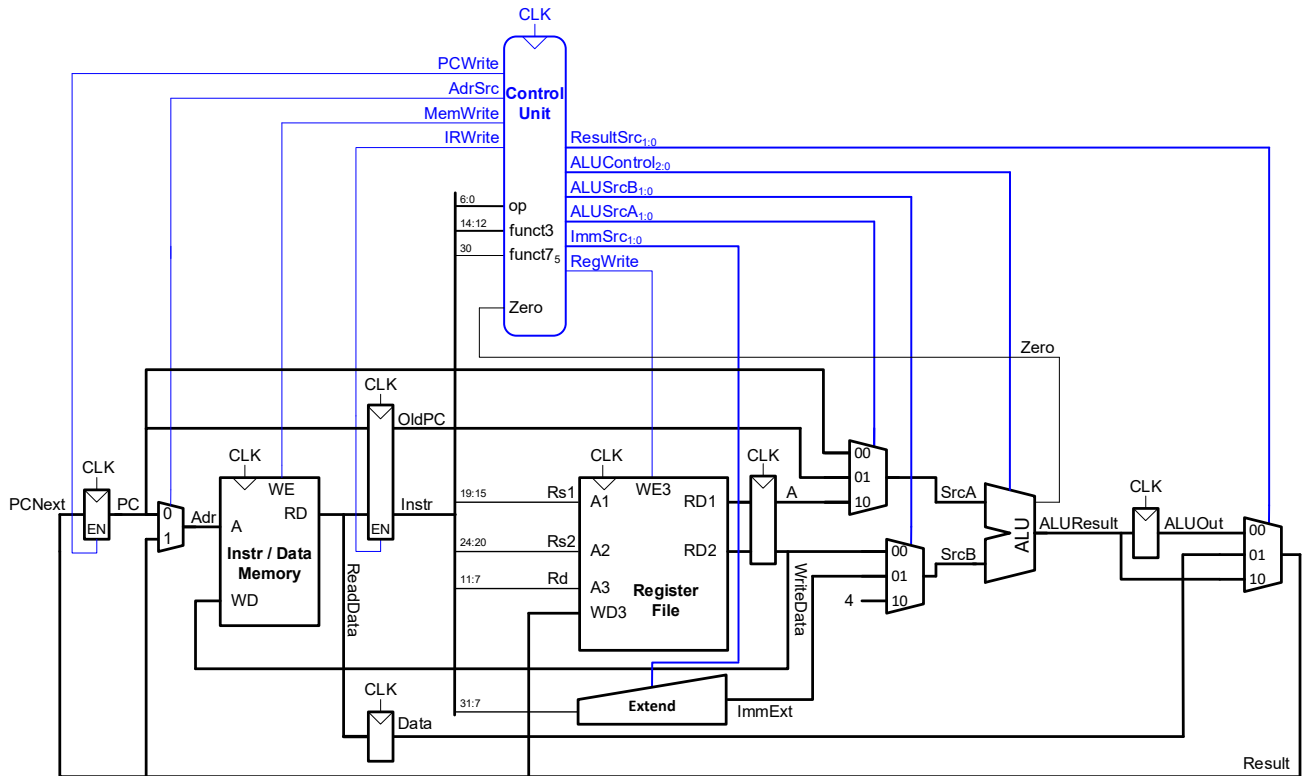 CLK
PCWrite
AdrSrc
Control
Unit
MemWrite
IRWrite
ResultSrc1:0
ALUControl2:0
ALUSrcB1:0
ALUSrcA1:0
ImmSrc1:0
RegWrite
6:0
op
14:12
funct3
30
funct75
Zero
Zero
CLK
OldPC
CLK
CLK
CLK
CLK
CLK
PCNext
PC
EN
0
1
Adr
WE
A
RD
Instr / Data
Memory
WD
ReadData
EN
Instr
19:15
Rs1
A1
WE3
RD1
A
24:20
Rs2
A2
RD2
11:7
Rd
A3
WD3
Register
File
WriteData
00
01
10
SrcA
00
01
10
4
SrcB
ALU
ALUResult
ALUOut
00
01
10
31:7
Extend
ImmExt
CLK
Data
Result